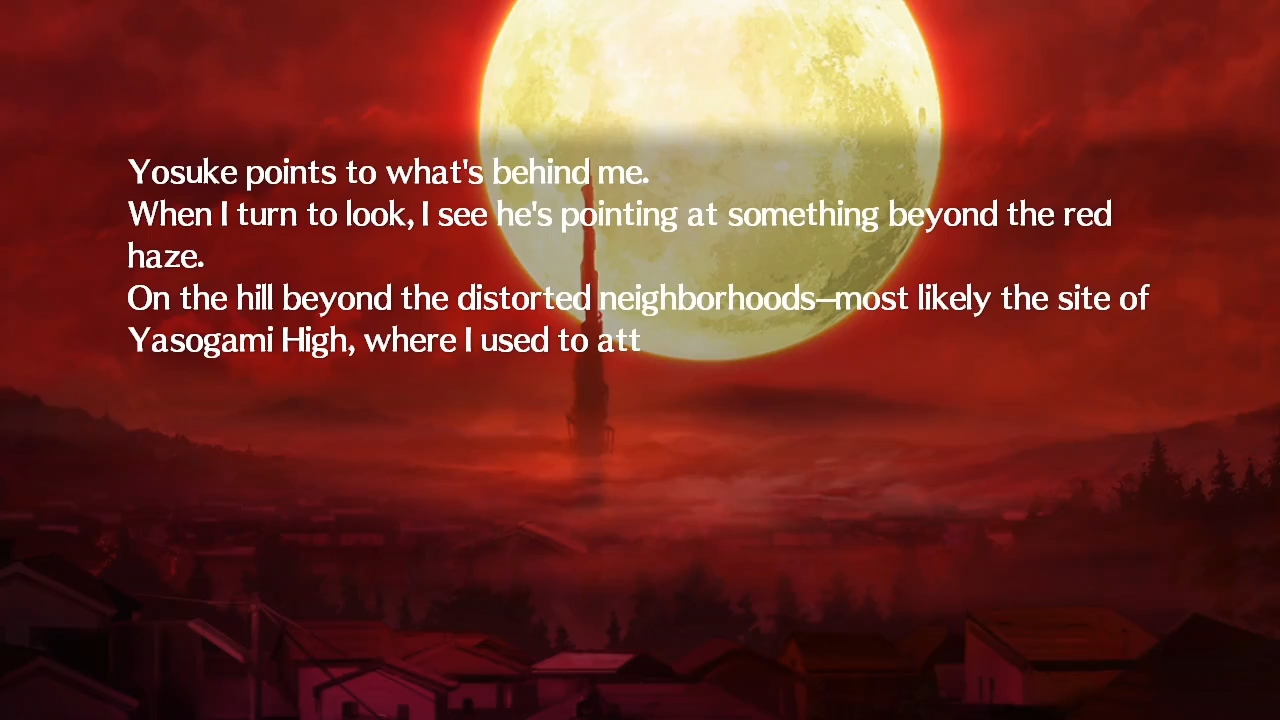 Yosuke points to what's behind me.
When I turn to look, I see he's pointing at something beyond the red
haze.
On the hill beyond the distorted neighborhoods—most likely the site of
Yasogami High, where I used to att